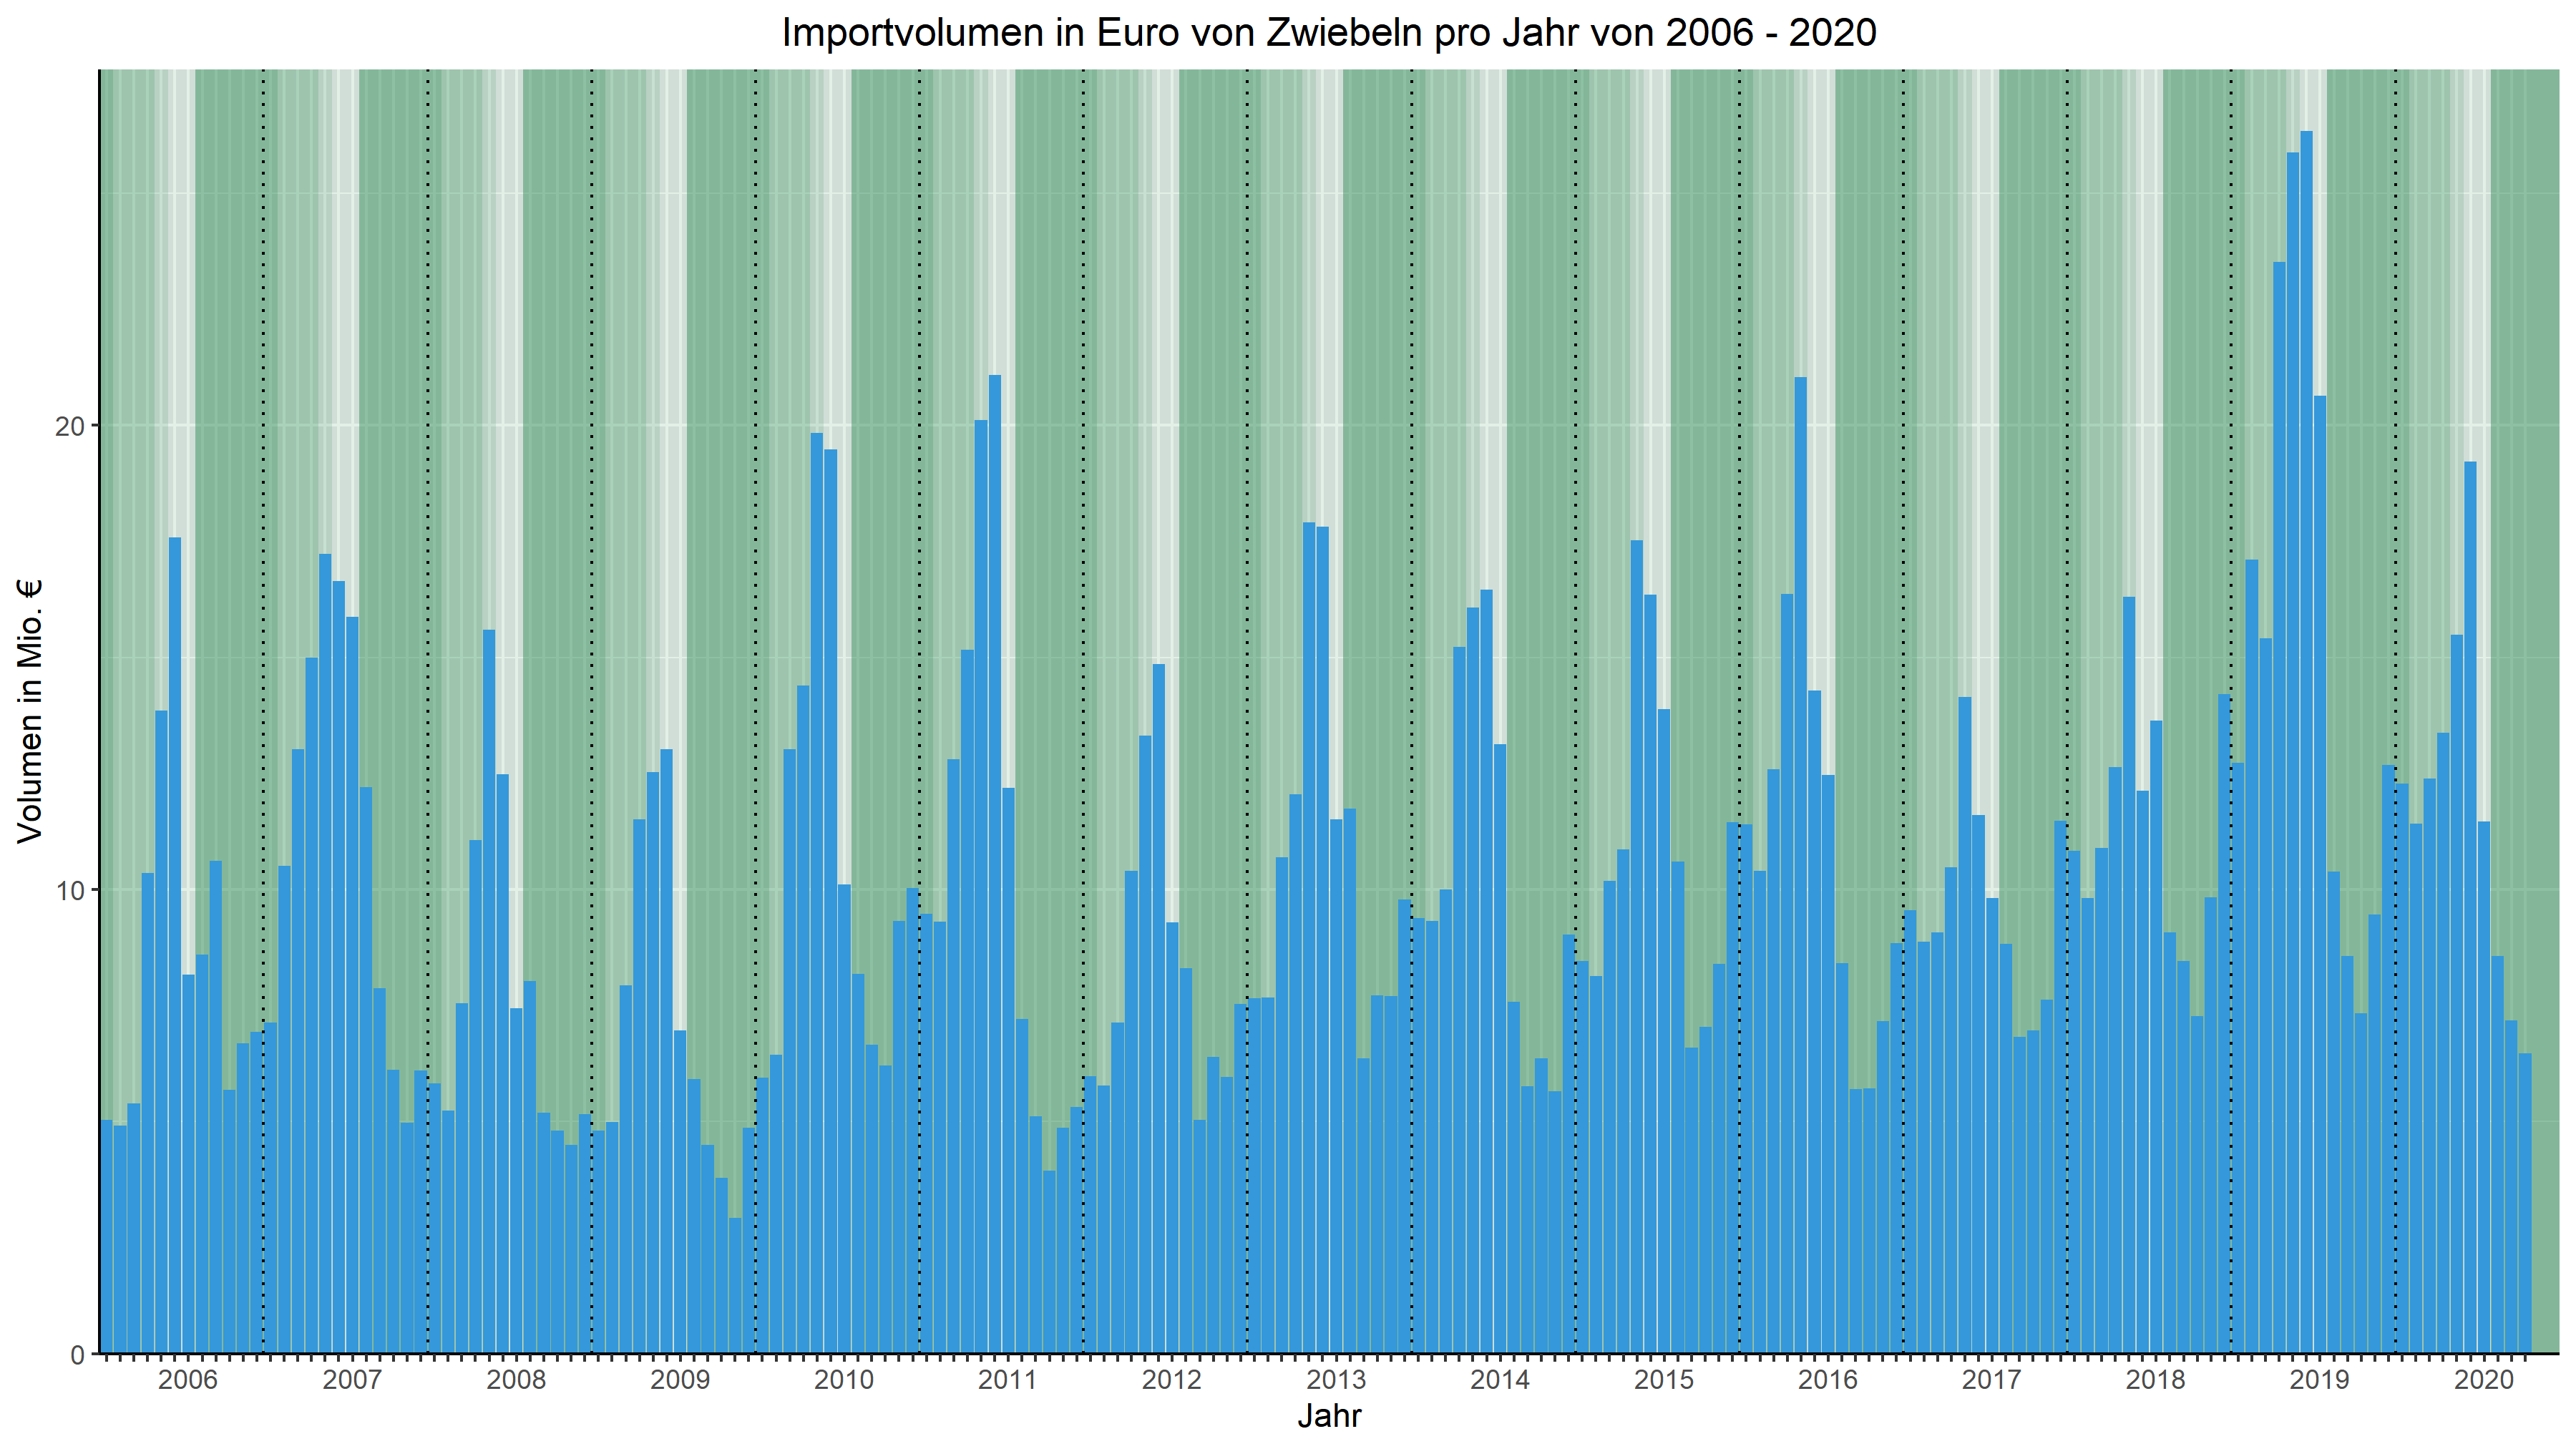 Importvolumen in Euro von Zwiebeln pro Jahr von 2006 - 2020
Volumen in Mio. €
20
10
0
2006 2007 2008 2009 2010 2011 2012 2013 2014 2015 2016 2017 2018 2019 2020
Jahr